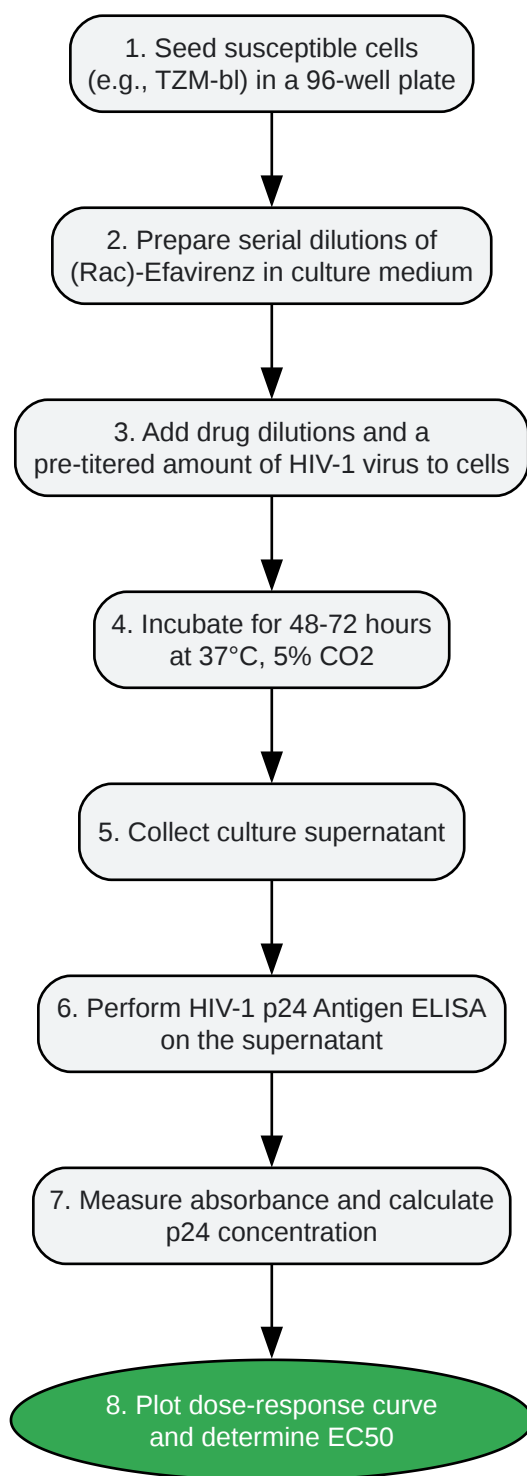 1. Seed susceptible cells
(e.g., TZM-bl) in a 96-well plate
2. Prepare serial dilutions of
(Rac)-Efavirenz in culture medium
3. Add drug dilutions and a
pre-titered amount of HIV-1 virus to cells
4. Incubate for 48-72 hours
at 37°C, 5% CO2
5. Collect culture supernatant
6. Perform HIV-1 p24 Antigen ELISA
on the supernatant
7. Measure absorbance and calculate
p24 concentration
8. Plot dose-response curve
and determine EC50